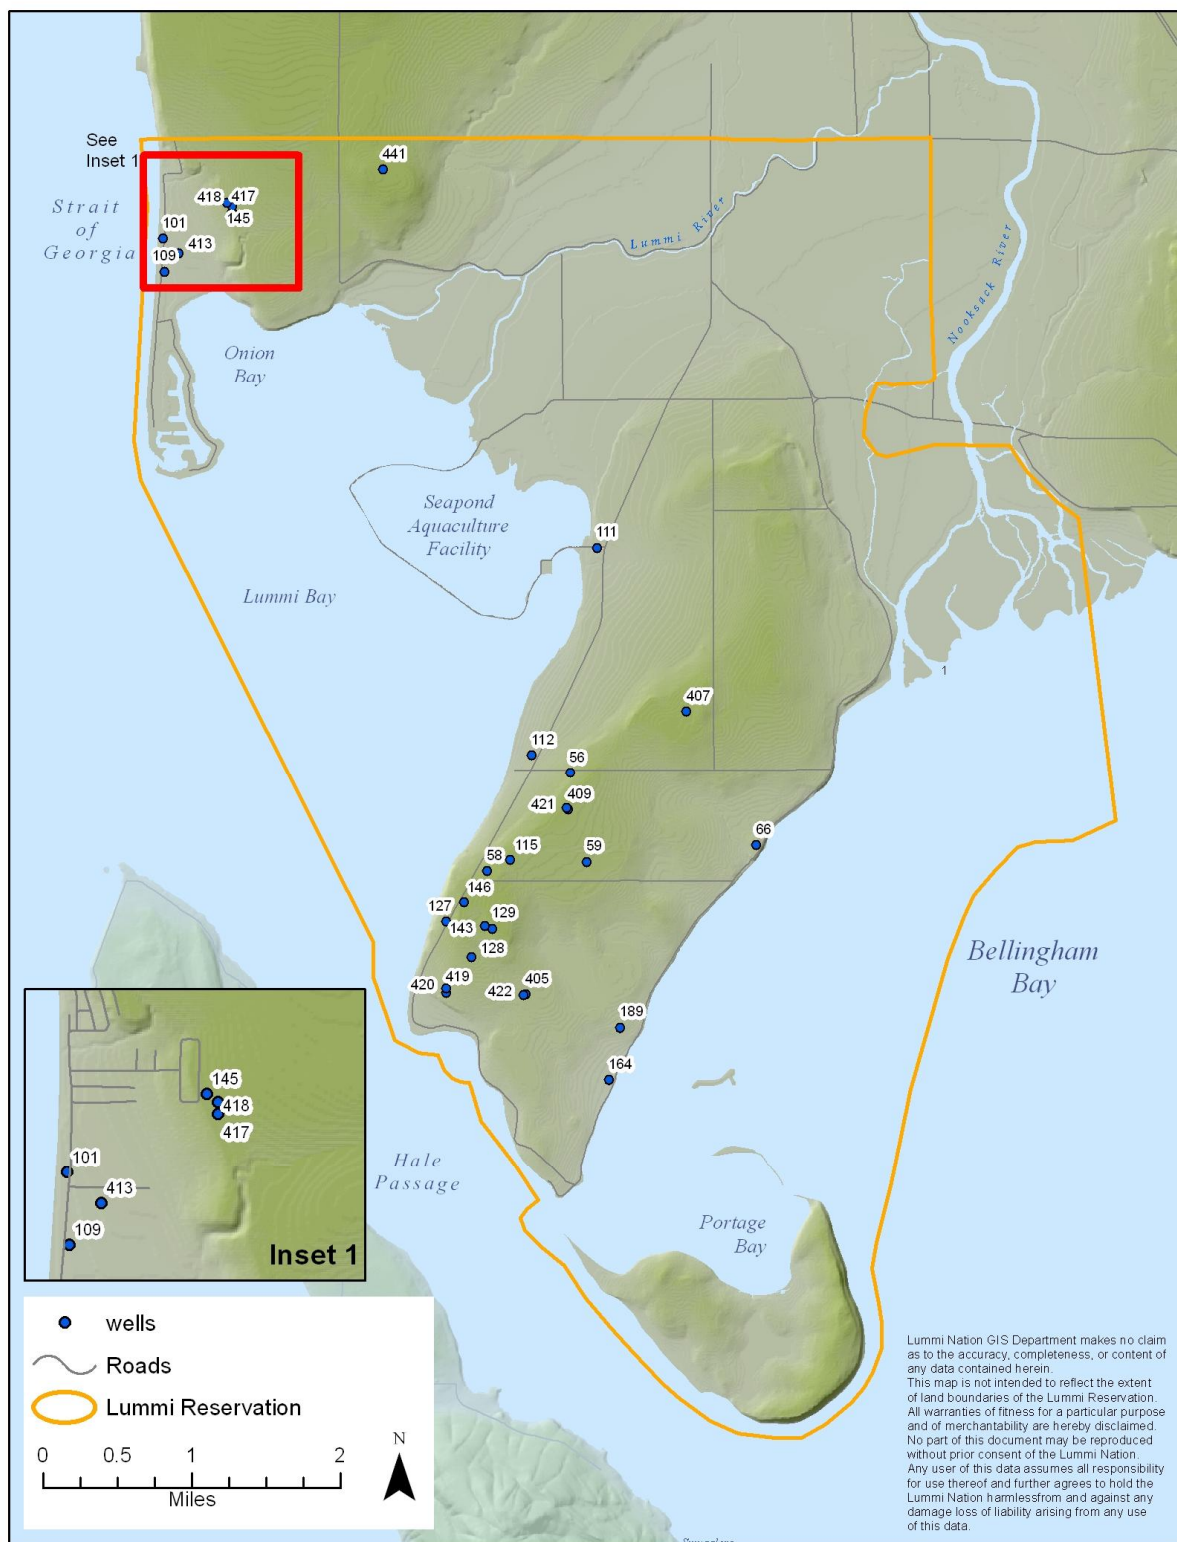 See
Inset 1
441
418
417
145
Strait
of
Georgia
101
413
109
Lummi River
Nooksack River
Onion
Bay
Seapond
Aquaculture
Facility
111
Lummi Bay
1
407
112
56
409
421
66
115
59
58
146
127
129
143
128
419
420
405
422
189
164
Bellingham
Bay
145
418
417
101
413
109
Inset 1
Hale
Passage
Portage
Bay
wells
Roads
Lummi Reservation
0 0.5 1 2
Miles
N
Lummi Nation GIS Department makes no claim
as to the accuracy, completeness, or content of
any data contained herein.
This map is not intended to reflect the extent
of land boundaries of the Lummi Reservation.
All warranties of fitness for a particular purpose
and of merchantability are hereby disclaimed.
No part of this document may be reproduced
without prior consent of the Lummi Nation.
Any user of this data assumes all responsibility
for use thereof and further agrees to hold the
Lummi Nation harmlessfrom and against any
damage loss of liability arising from any use
of this data.